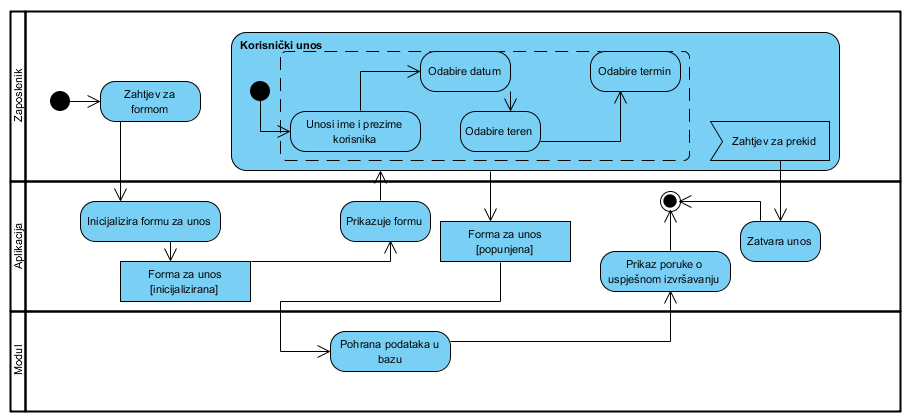 Zaposlenik
Korisnički unos
Zahtjev za
formom
Unosi ime i prezime
korisnika
Odabire datum
Odabire teren
Odabire termin
Zahtjev za prekid
Aplikacija
Inicijalizira formu za unos
Forma za unos
[inicijalizirana]
Prikazuje formu
Forma za unos
[popunjena]
Prikaz poruke o
uspješnom izvršavanju
Zatvara unos
Modul
Pohrana podataka u
bazu